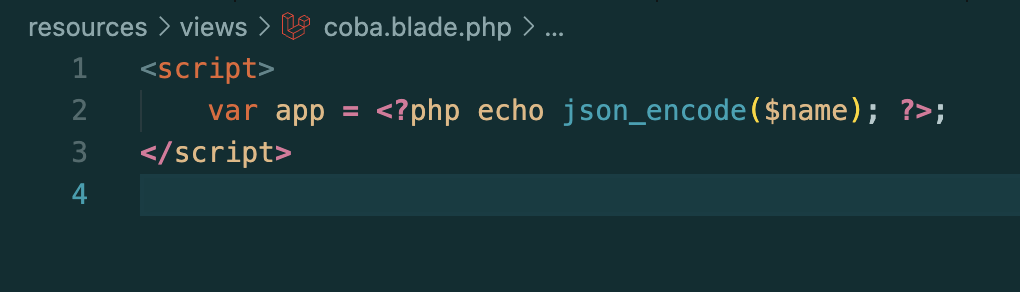 resources > views > coba.blade.php > ...
1 <script>
2     var app = <?php echo json_encode($name); ?>;
3 </script>
4